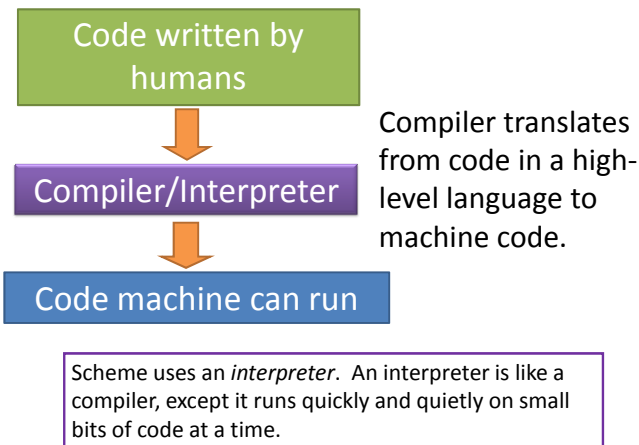 Code written by
humans
Compiler translates
from code in a high-
level language to
machine code.
Compiler/Interpreter
Code machine can run
Scheme uses an interpreter. An interpreter is like a
compiler, except it runs quickly and quietly on small
bits of code at a time.